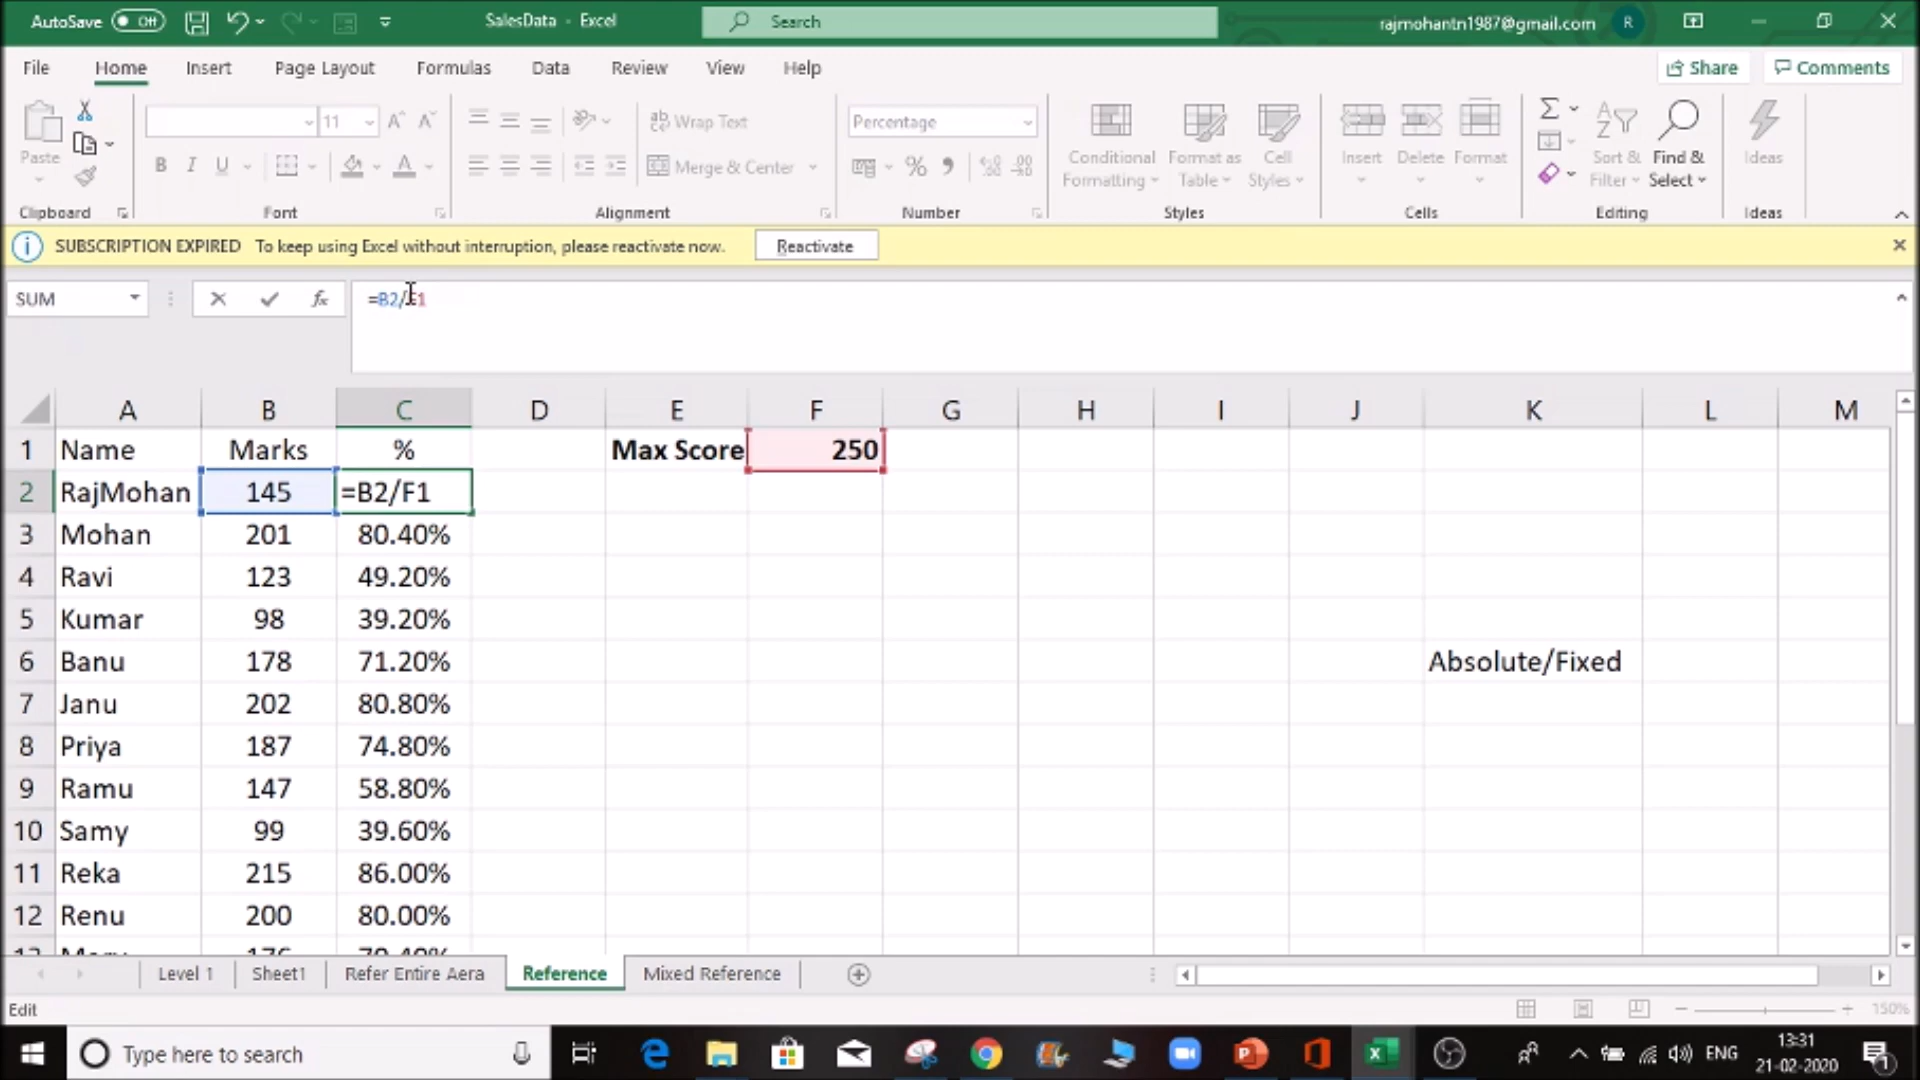 AutoSave Off SalesData - Excel Search rajmohantn1987@gmail.com R
File Home Insert Page Layout Formulas Data Review View Help Share Comments
Paste
11
B I U
ab Wrap Text
Merge & Center
Percentage
Conditional Formatting
Format as Table
Cell Styles
Insert Delete Format
Sort & Filter
Find & Select
Ideas
Clipboard Font Alignment Number Styles Cells Editing Ideas
SUBSCRIPTION EXPIRED To keep using Excel without interruption, please reactivate now. Reactivate
SUM fx =B2/F1
A B C D E F G H I J K L M
1 Name Marks % Max Score 250
2 RajMohan 145 =B2/F1
3 Mohan 201 80.40%
4 Ravi 123 49.20%
5 Kumar 98 39.20%
6 Banu 178 71.20% Absolute/Fixed
7 Janu 202 80.80%
8 Priya 187 74.80%
9 Ramu 147 58.80%
10 Samy 99 39.60%
11 Reka 215 86.00%
12 Renu 200 80.00%
Level 1 Sheet1 Refer Entire Aera Reference Mixed Reference
Edit 150%
Type here to search ENG 13:31
21-02-2020